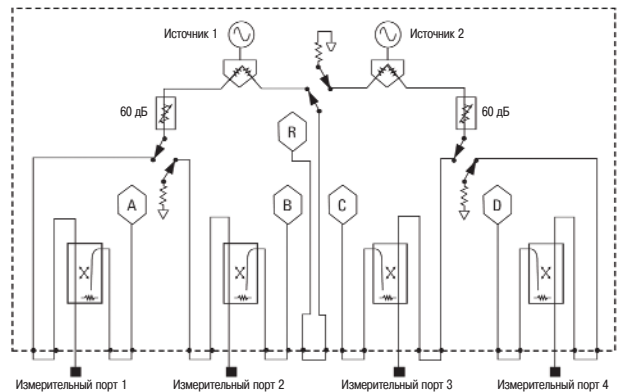 Источник 1
Источник 2
60 дБ
60 дБ
R
A
B
C
D
Измерительный порт 1
Измерительный порт 2
Измерительный порт 3
Измерительный порт 4